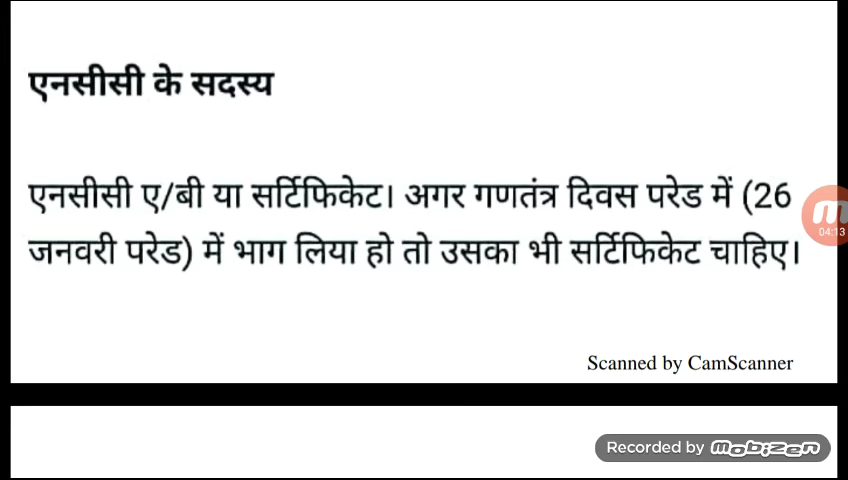 एनसीसी के सदस्य
एनसीसी ए/बी या सर्टिफिकेट। अगर गणतंत्र दिवस परेड में (26
जनवरी परेड) में भाग लिया हो तो उसका भी सर्टिफिकेट चाहिए।
04:13
Scanned by CamScanner
Recorded by mobizen